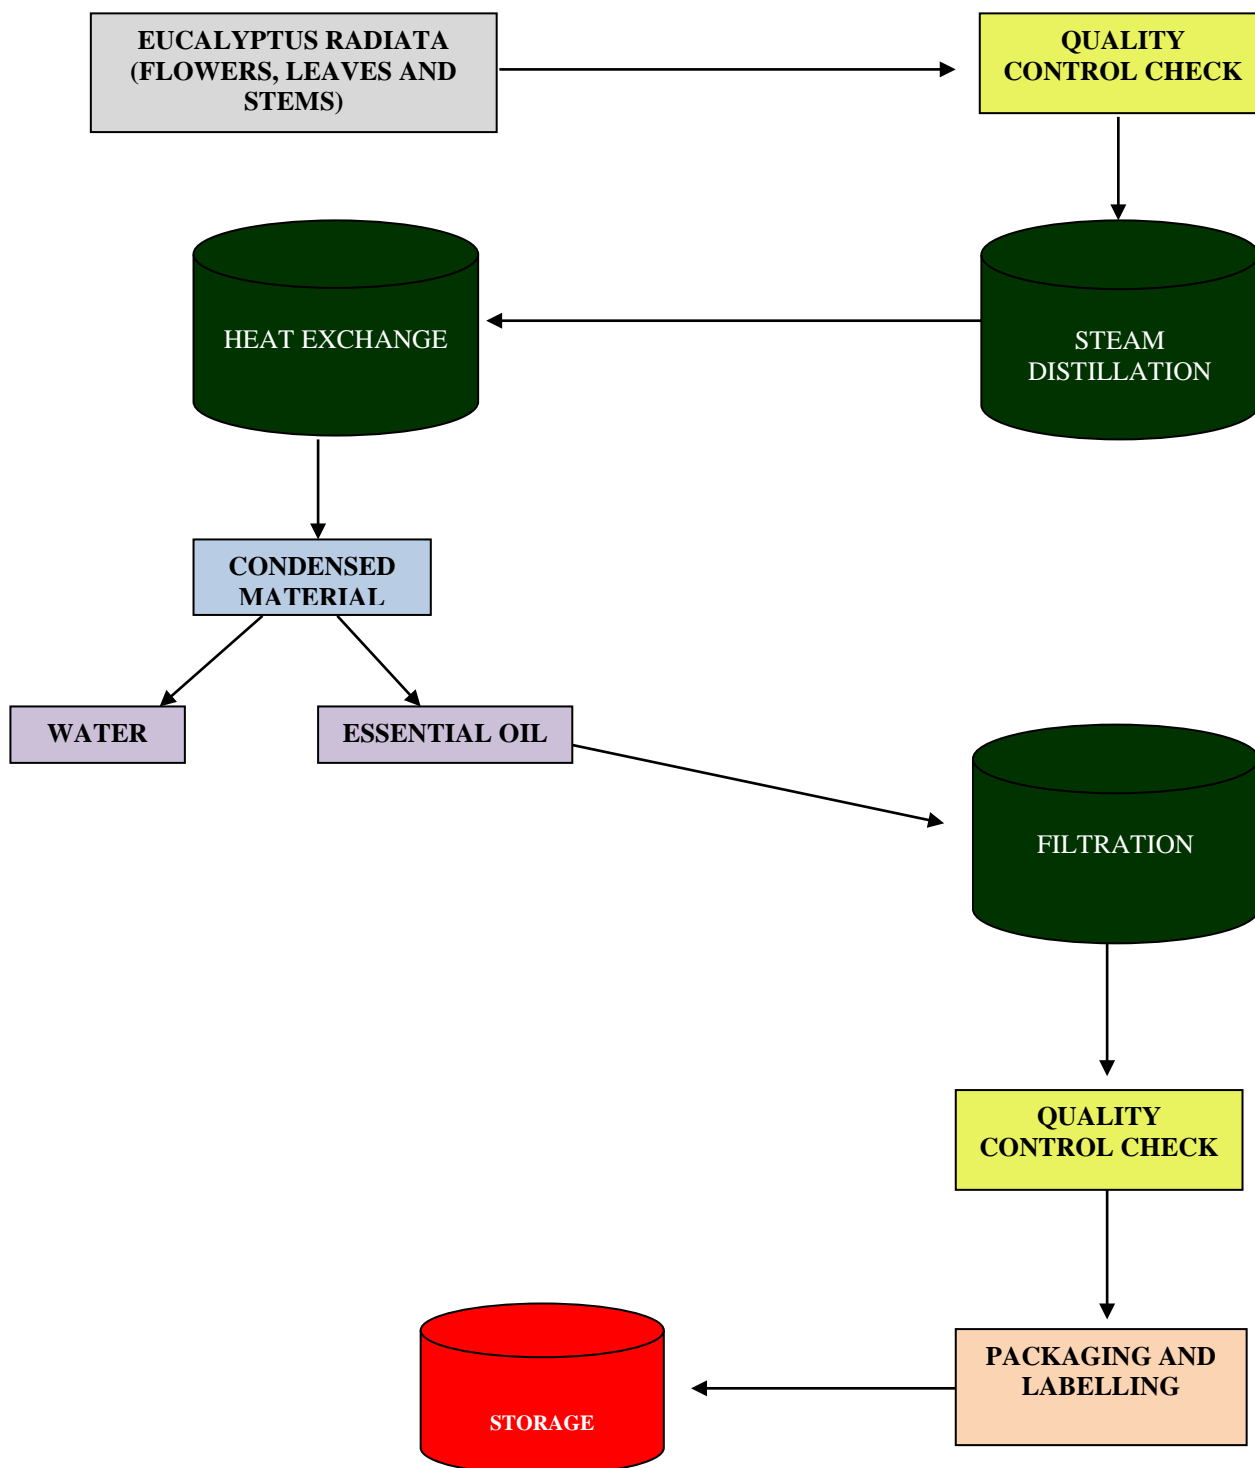 EUCALYPTUS RADIATA
(FLOWERS, LEAVES AND
STEMS)
QUALITY
CONTROL CHECK
HEAT EXCHANGE
STEAM
DISTILLATION
CONDENSED
MATERIAL
WATER
ESSENTIAL OIL
FILTRATION
QUALITY
CONTROL CHECK
PACKAGING AND
LABELLING
STORAGE